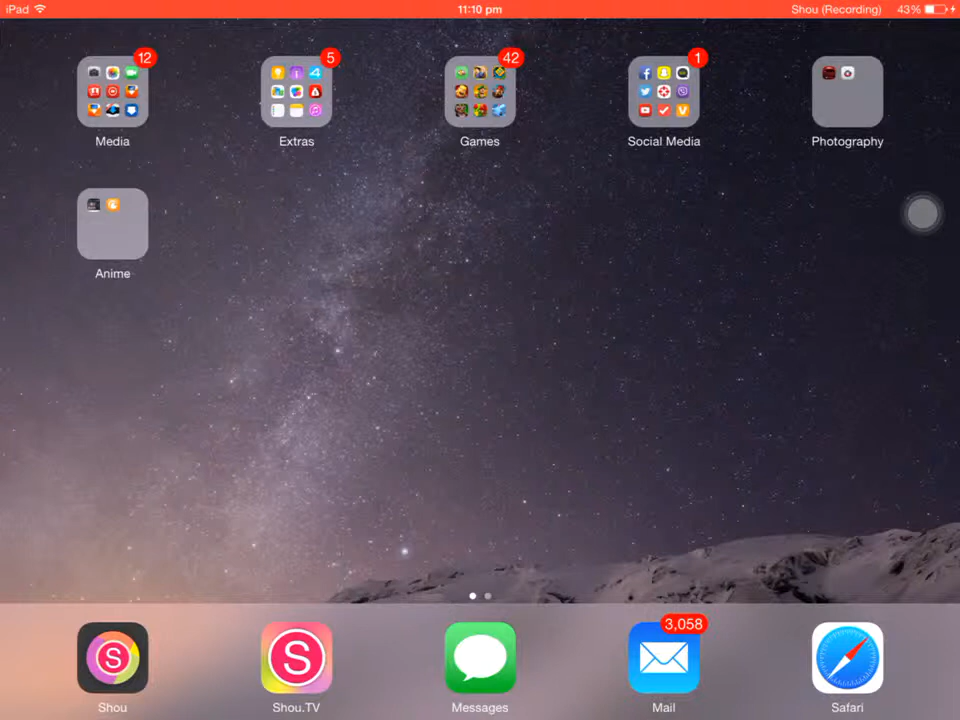 iPad 11:10 pm Shou (Recording) 43%
12 5 42 1
Media Extras Games Social Media Photography
Anime
3,058
S S
Shou Shou.TV Messages Mail Safari